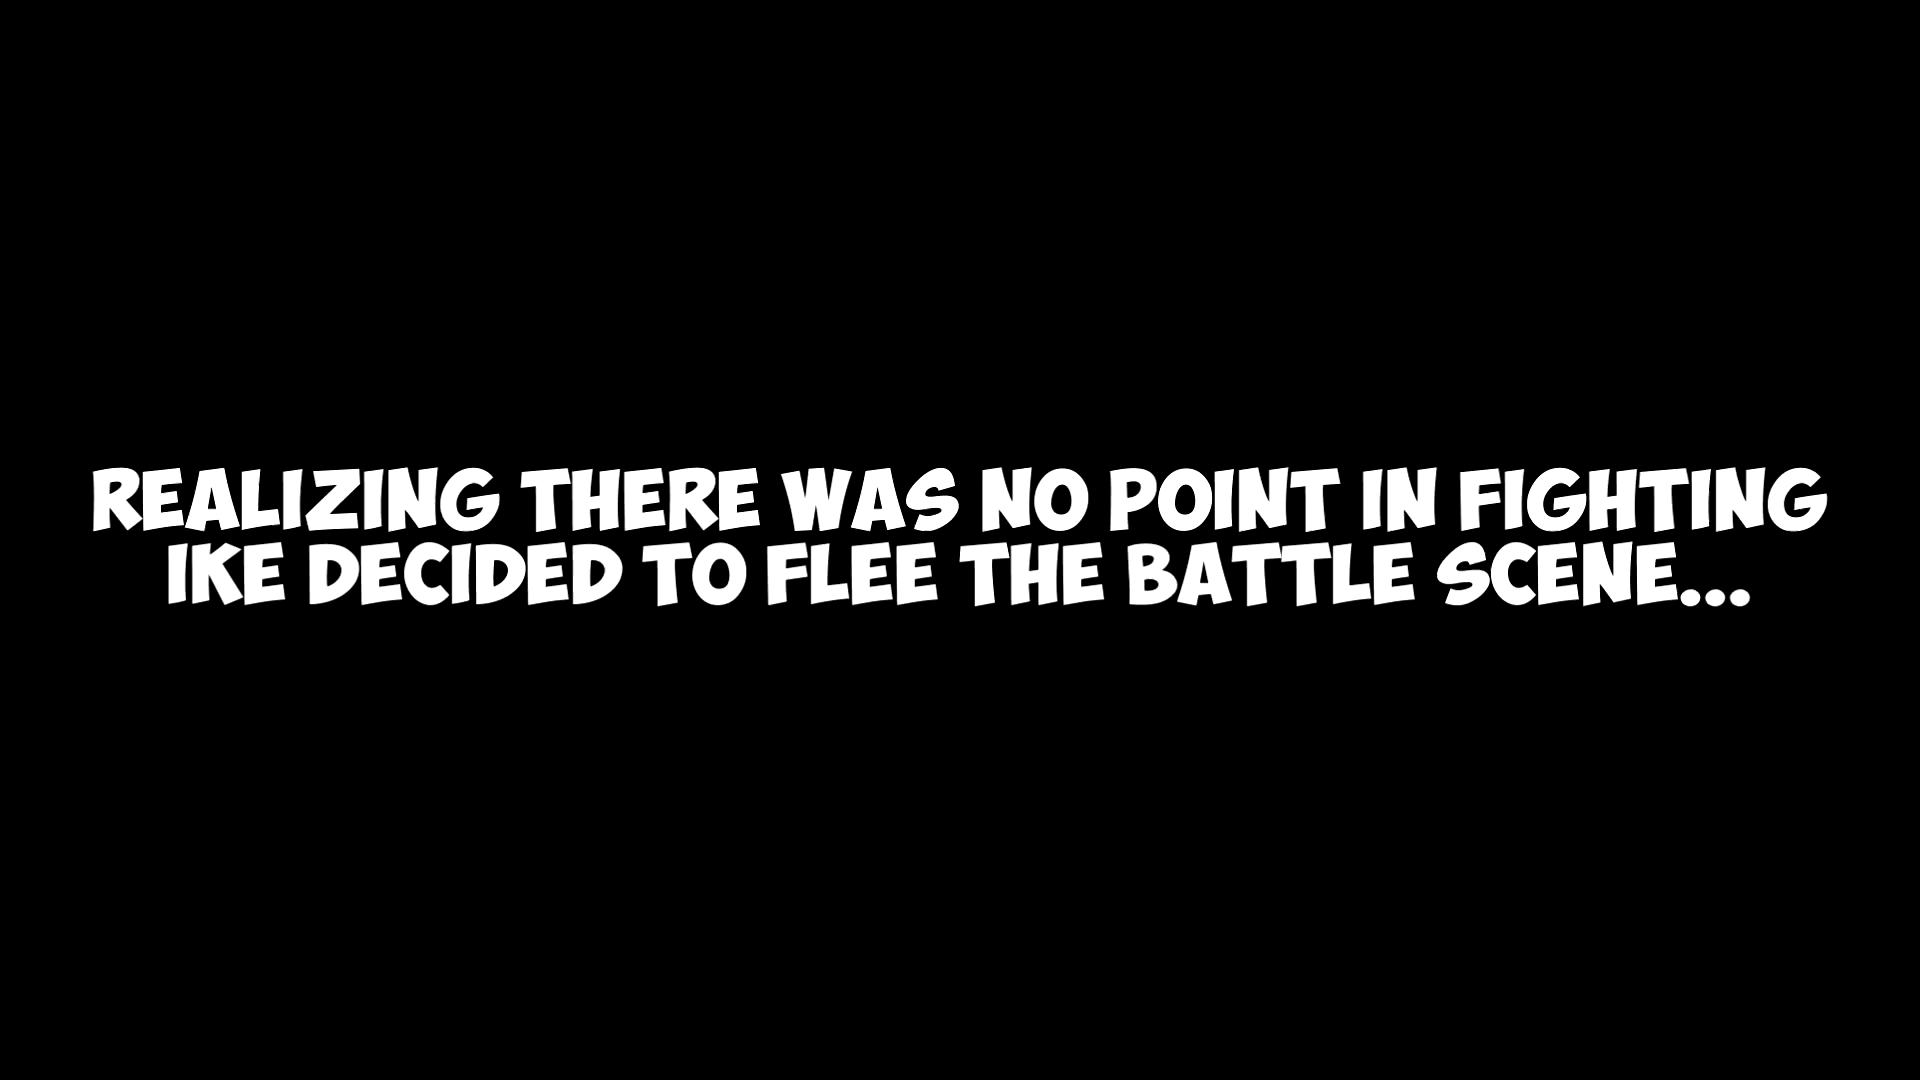 REALIZING THERE WAS NO POINT IN FIGHTING
IKE DECIDED TO FLEE THE BATTLE SCENE...